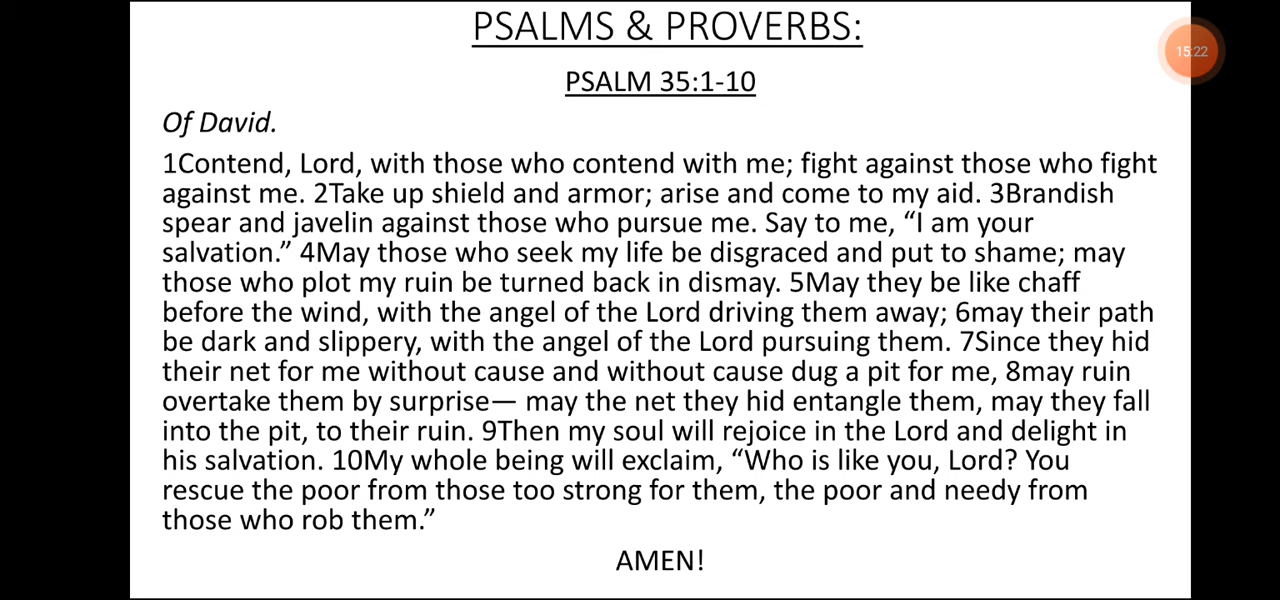 PSALMS & PROVERBS:
15:22
PSALM 35:1-10
Of David.
1Contend, Lord, with those who contend with me; fight against those who fight
against me. 2Take up shield and armor; arise and come to my aid. 3Brandish
spear and javelin against those who pursue me. Say to me, “I am your
salvation.” 4May those who seek my life be disgraced and put to shame; may
those who plot my ruin be turned back in dismay. 5May they be like chaff
before the wind, with the angel of the Lord driving them away; 6may their path
be dark and slippery, with the angel of the Lord pursuing them. 7Since they hid
their net for me without cause and without cause dug a pit for me, 8may ruin
overtake them by surprise— may the net they hid entangle them, may they fall
into the pit, to their ruin. 9Then my soul will rejoice in the Lord and delight in
his salvation. 10My whole being will exclaim, “Who is like you, Lord? You
rescue the poor from those too strong for them, the poor and needy from
those who rob them.”
AMEN!